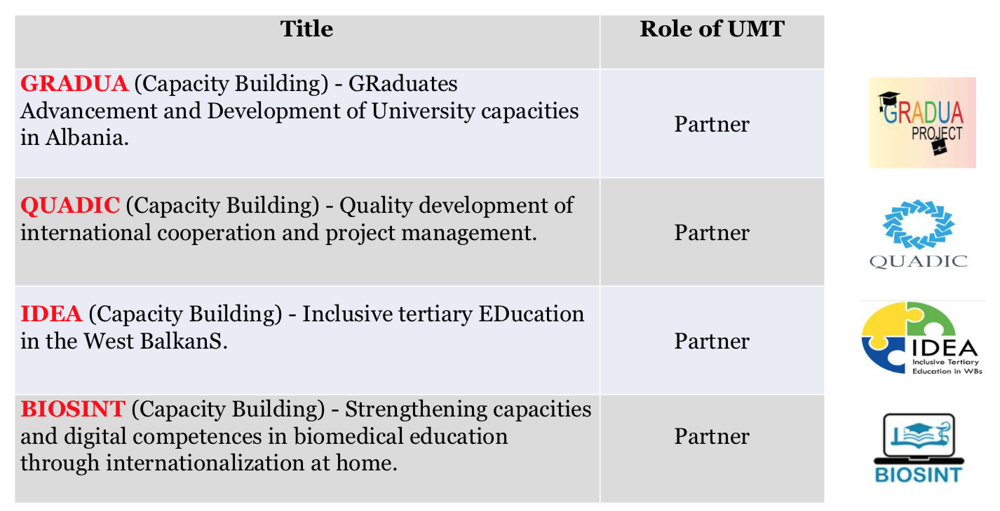 Title
Role of UMT
GRADUA (Capacity Building) - GRaduates
Advancement and Development of University capacities
in Albania.
Partner
GRADUA
PROJECT
QUADIC (Capacity Building) - Quality development of
international cooperation and project management.
Partner
QUADIC
IDEA (Capacity Building) - Inclusive tertiary EDucation
in the West BalkanS.
Partner
IDEA
Inclusive Tertiary
Education in WBs
BIOSINT (Capacity Building) - Strengthening capacities
and digital competences in biomedical education
through internationalization at home.
Partner
BIOSINT